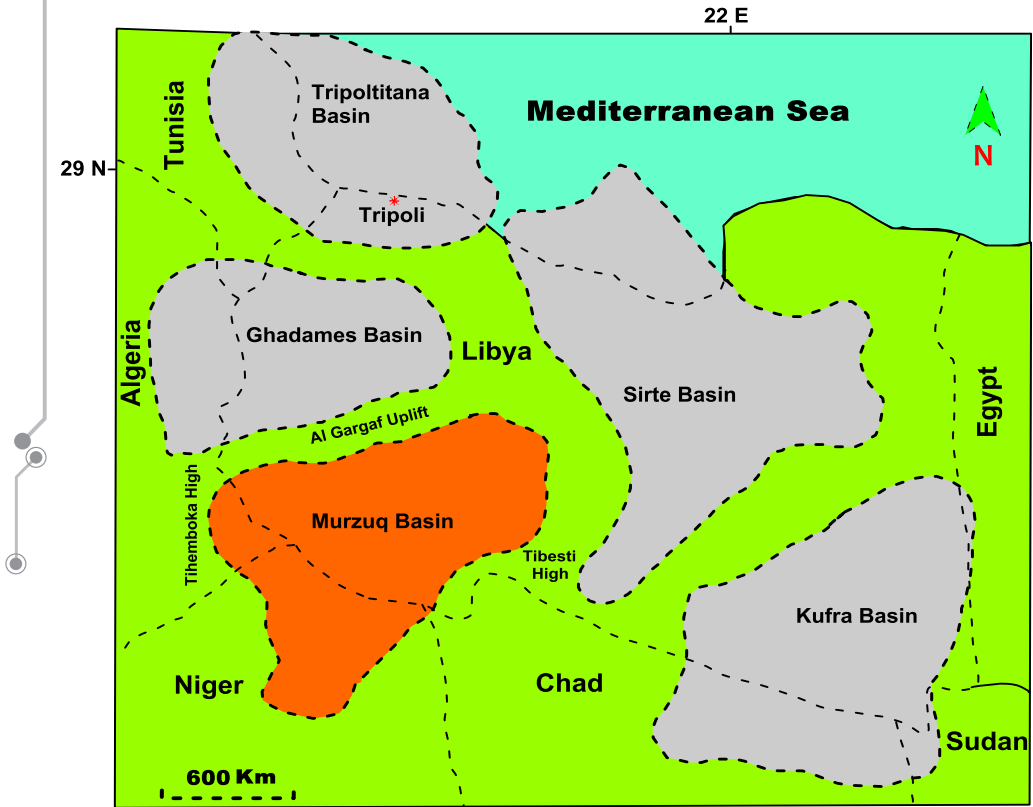 22 E
Tripoltitana
Basin
Mediterranean Sea
Tunisia
N
29 N
Tripoli
Ghadames Basin
Libya
Algeria
Sirte Basin
Egypt
Al Gargaf Uplift
Tihemboka High
Murzuq Basin
Tibesti
High
Kufra Basin
Niger
Chad
Sudan
600 Km